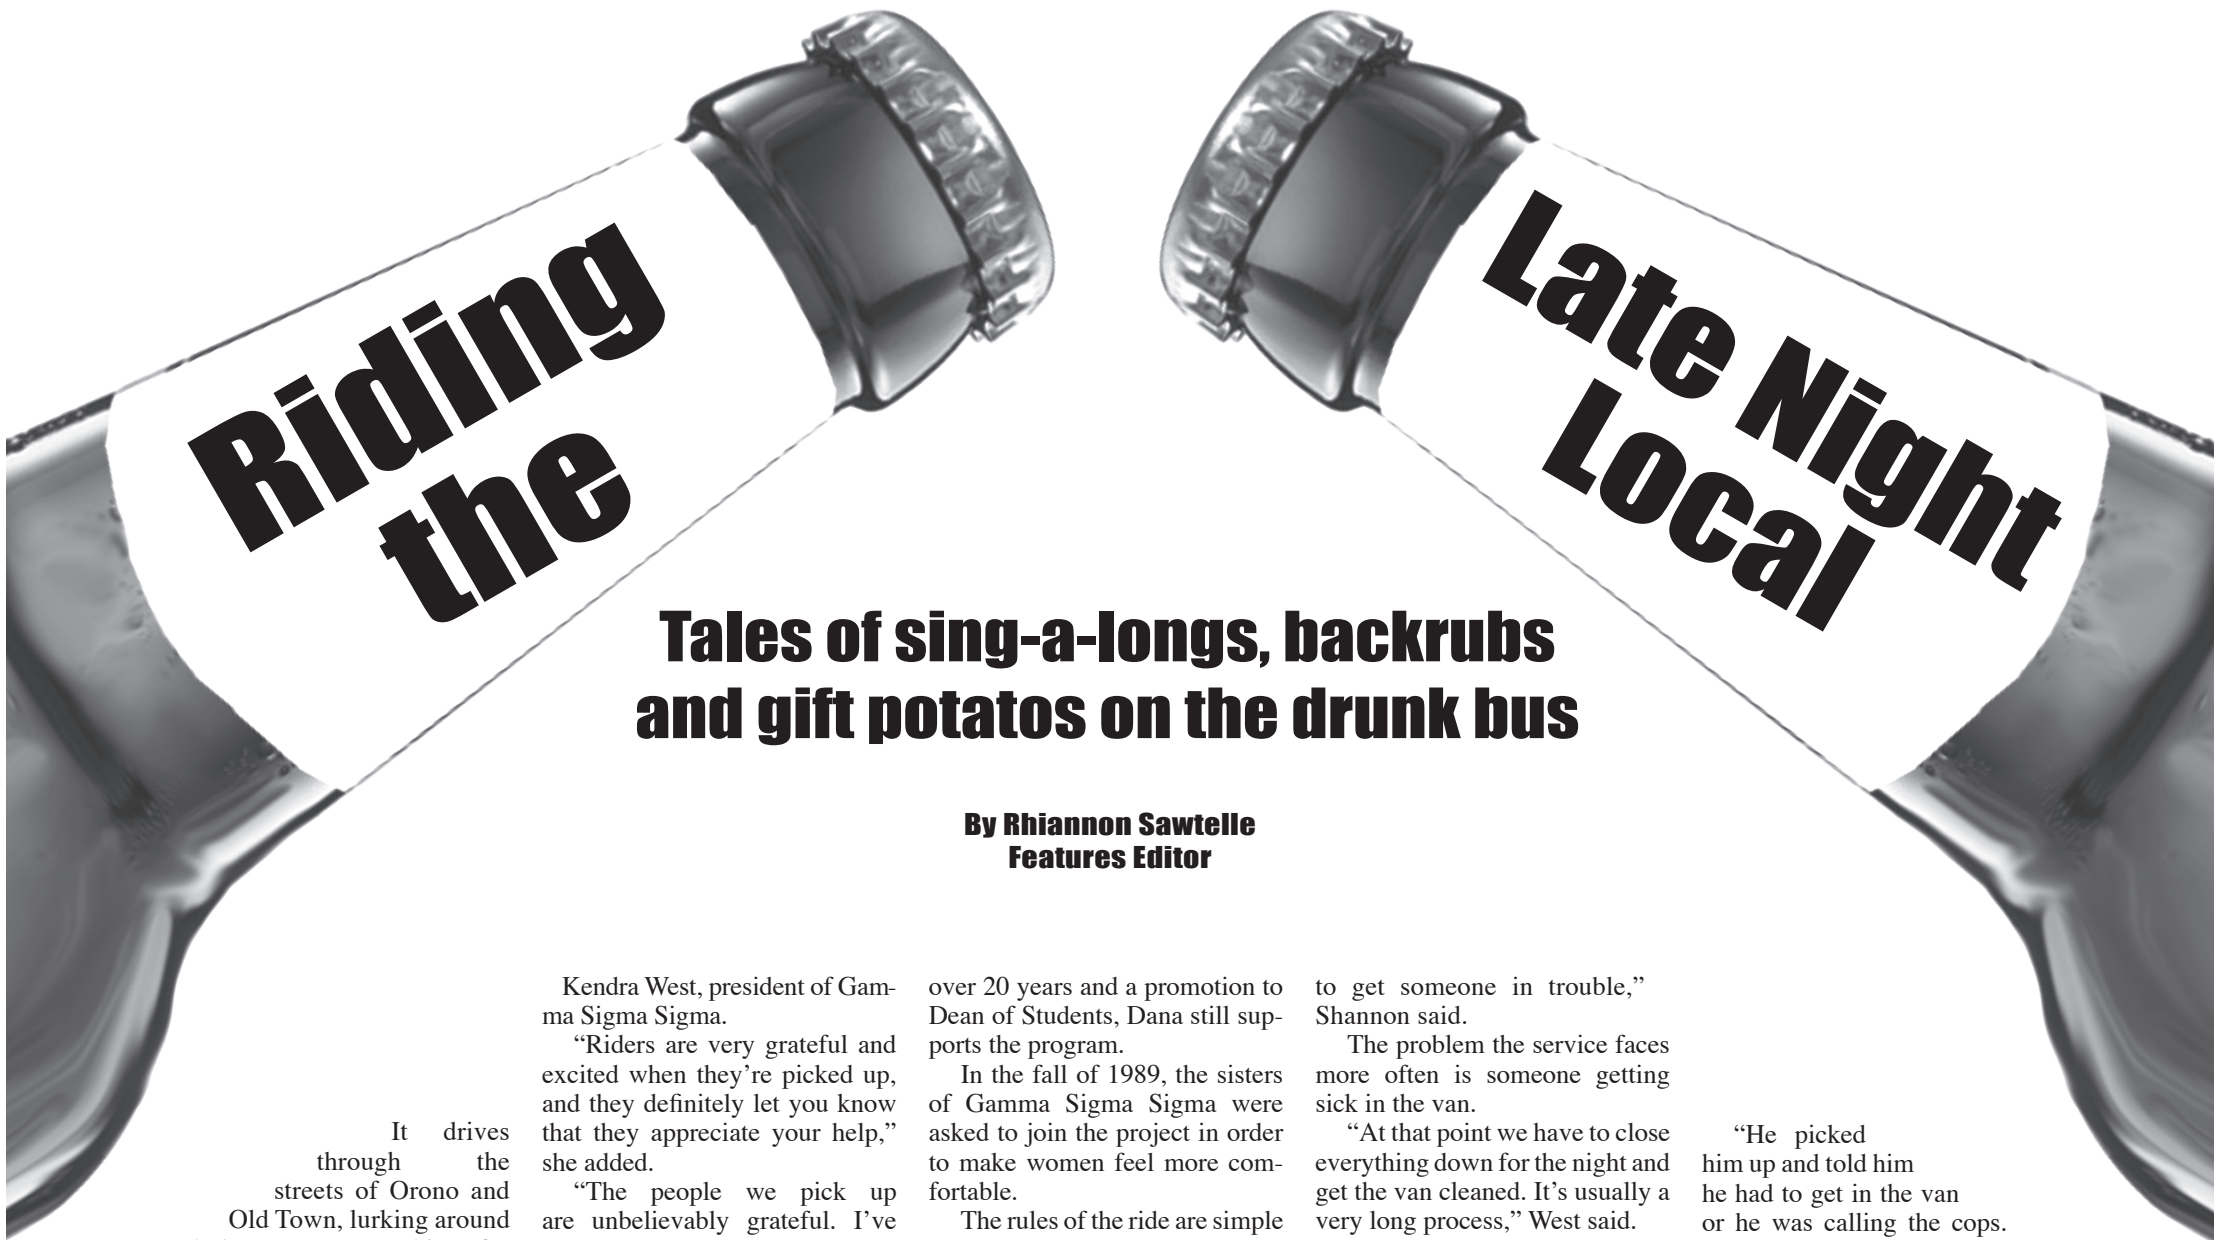 Riding
the
Late Night
Local
Tales of sing-a-longs, backrubs
and gift potatos on the drunk bus
By Rhiannon Sawtelle
Features Editor
It drives
through the
streets of Orono and
Old Town, lurking around
Kendra West, president of Gam-
ma Sigma Sigma.
“Riders are very grateful and
excited when they’re picked up,
and they definitely let you know
that they appreciate your help,”
she added.
“The people we pick up
are unbelievably grateful. I’ve
over 20 years and a promotion to
Dean of Students, Dana still sup-
ports the program.
In the fall of 1989, the sisters
of Gamma Sigma Sigma were
asked to join the project in order
to make women feel more com-
fortable.
The rules of the ride are simple
to get someone in trouble,”
Shannon said.
The problem the service faces
more often is someone getting
sick in the van.
“At that point we have to close
everything down for the night and
get the van cleaned. It’s usually a
very long process,” West said.
“He picked
him up and told him
he had to get in the van
or he was calling the cops.